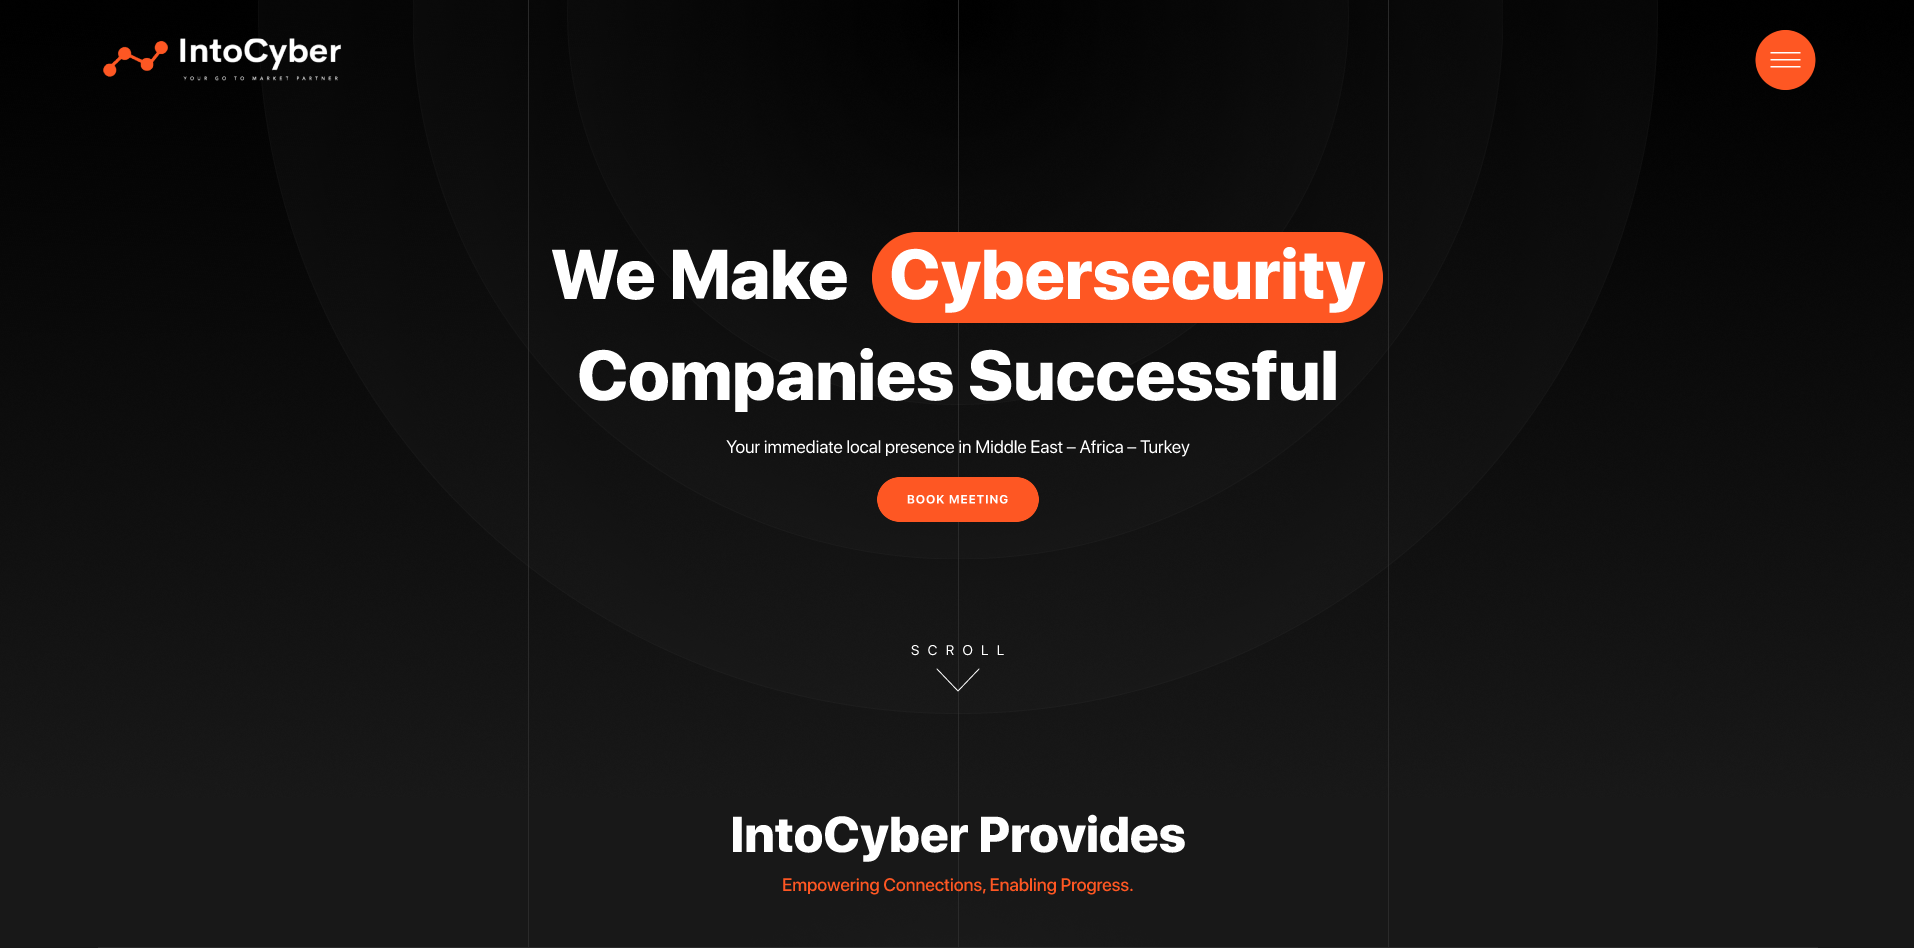 IntoCyber
YOUR GO TO MARKET PARTNER
We Make Cybersecurity
Companies Successful
Your immediate local presence in Middle East – Africa – Turkey
BOOK MEETING
SCROLL
IntoCyber Provides
Empowering Connections, Enabling Progress.